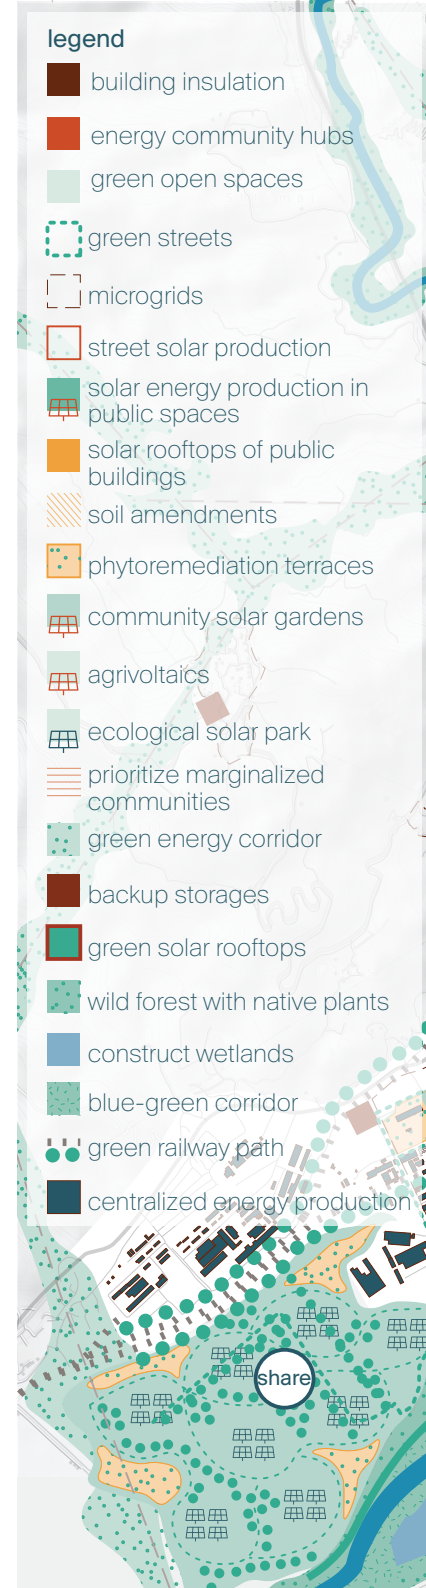 legend
building insulation
energy community hubs
green open spaces
green streets
microgrids
street solar production
solar energy production in
public spaces
solar rooftops of public
buildings
soil amendments
phytoremediation terraces
community solar gardens
agrivoltaics
ecological solar park
prioritize marginalized
communities
green energy corridor
backup storages
green solar rooftops
wild forest with native plants
construct wetlands
blue-green corridor
green railway path
centralized energy production
share